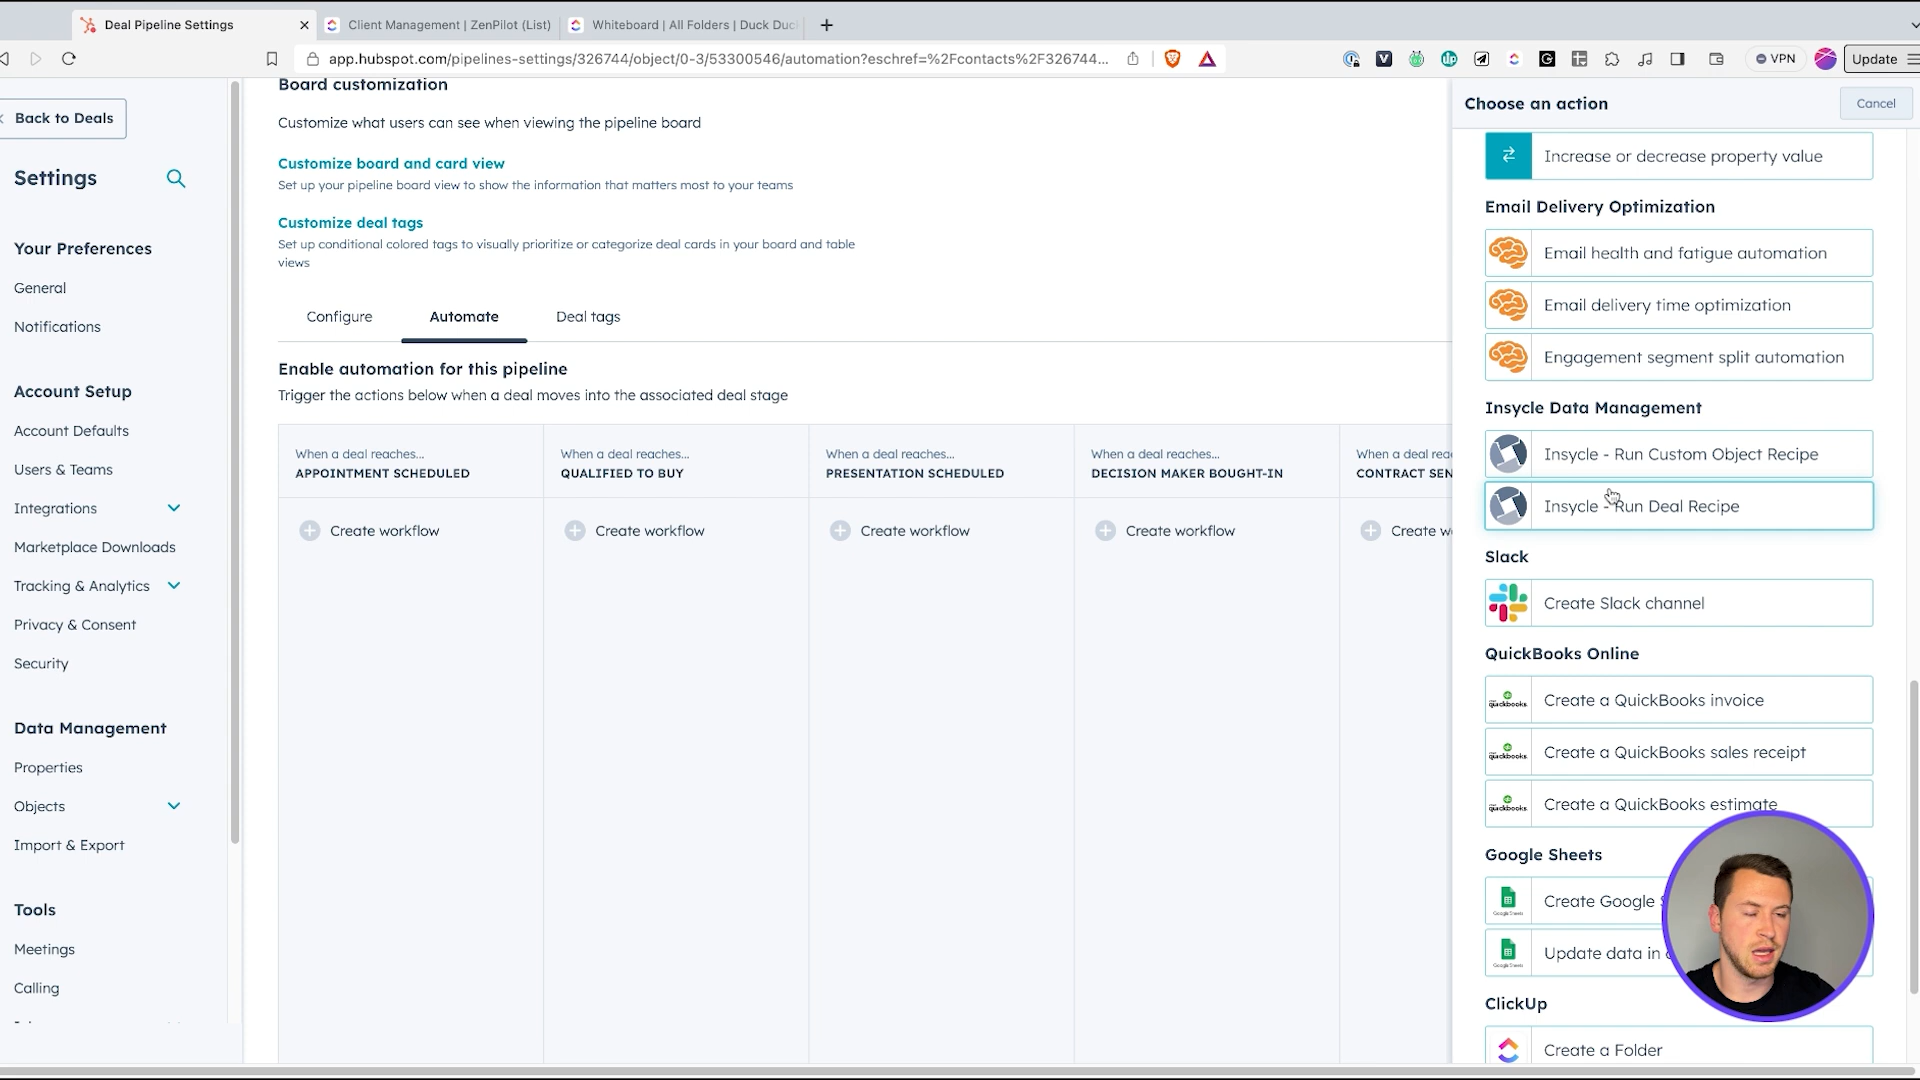 Deal Pipeline Settings
Client Management | ZenPilot (List)
Whiteboard | All Folders | Duck Duc
app.hubspot.com/pipelines-settings/326744/object/0-3/53300546/automation?eschref=%2Fcontacts%2F326744...
VPN
Update
Back to Deals
Settings
Your Preferences
General
Notifications
Account Setup
Account Defaults
Users & Teams
Integrations
Marketplace Downloads
Tracking & Analytics
Privacy & Consent
Security
Data Management
Properties
Objects
Import & Export
Tools
Meetings
Calling
Board customization
Customize what users can see when viewing the pipeline board
Customize board and card view
Set up your pipeline board view to show the information that matters most to your teams
Customize deal tags
Set up conditional colored tags to visually prioritize or categorize deal cards in your board and table
views
Configure
Automate
Deal tags
Enable automation for this pipeline
Trigger the actions below when a deal moves into the associated deal stage
When a deal reaches...
APPOINTMENT SCHEDULED
Create workflow
When a deal reaches...
QUALIFIED TO BUY
Create workflow
When a deal reaches...
PRESENTATION SCHEDULED
Create workflow
When a deal reaches...
DECISION MAKER BOUGHT-IN
Create workflow
When a deal rea
CONTRACT SEN
Create w
Choose an action
Cancel
Increase or decrease property value
Email Delivery Optimization
Email health and fatigue automation
Email delivery time optimization
Engagement segment split automation
Insycle Data Management
Insycle - Run Custom Object Recipe
Insycle - Run Deal Recipe
Slack
Create Slack channel
QuickBooks Online
quickbooks. Create a QuickBooks invoice
quickbooks. Create a QuickBooks sales receipt
quickbooks. Create a QuickBooks estimate
Google Sheets
Google Sheets Create Google
Google Sheets Update data in
ClickUp
Create a Folder